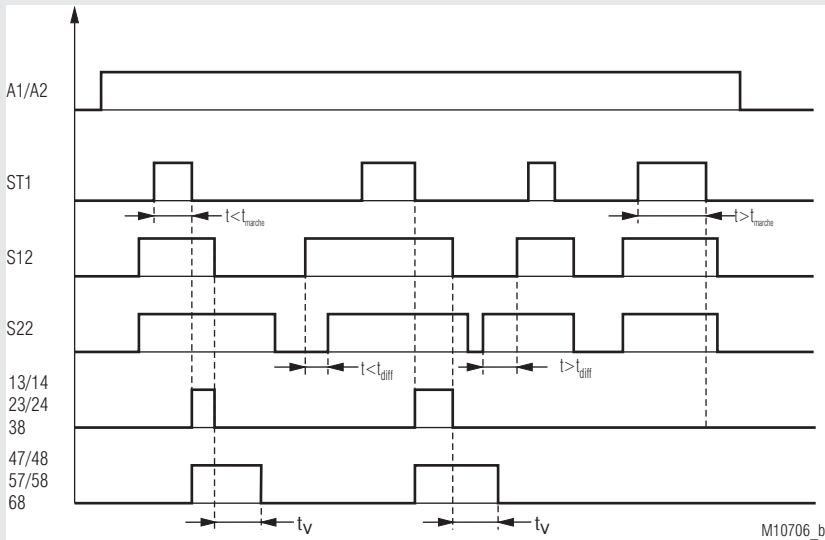 A1/A2
ST1
t<tmarche
t>tmarche
S12
S22
t<tdiff
t>tdiff
13/14
23/24
38
47/48
57/58
68
tv
tv
M10706_b